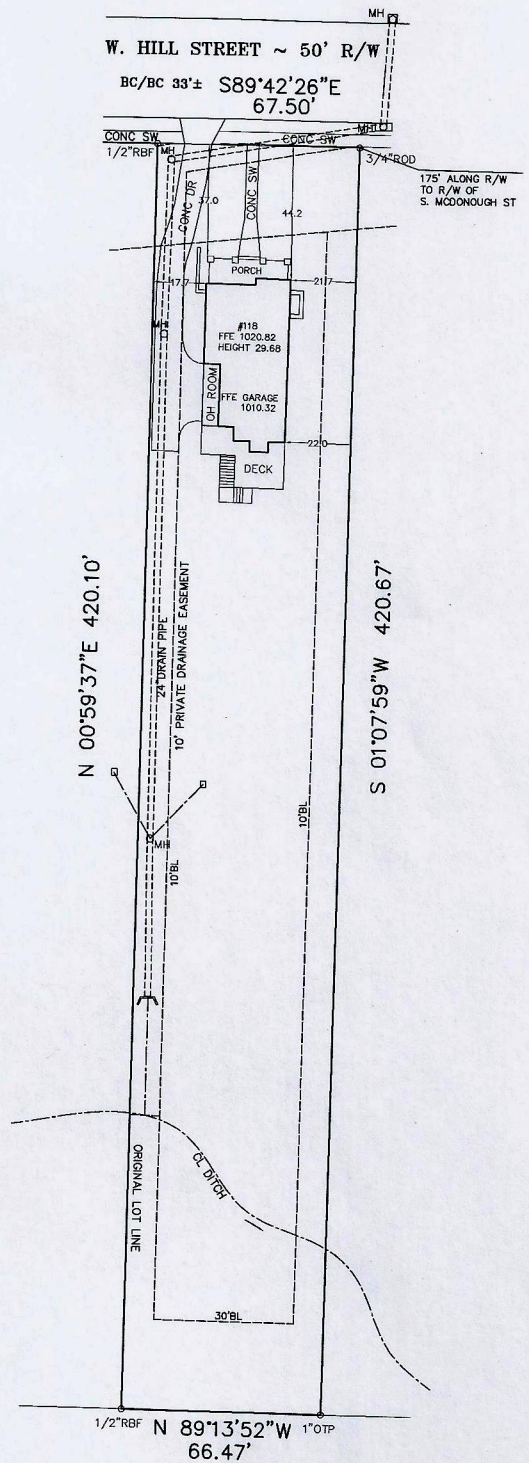 MH
W. HILL STREET ~ 50' R/W
BC/BC 33'± S89°42'26"E
67.50'
MH
CONC SW
CONC SW
1/2"RBF
MH
3/4"ROD
175' ALONG R/W
TO R/W OF
S. MCDONOUGH ST
CONC DR
37.0
CONC SW
44.2
PORCH
17.7
21.7
MH
#118
FFE 1020.82
HEIGHT 29.68
OH ROOM
FFE GARAGE
1010.32
22.0
DECK
N 00°59'37"E 420.10'
24"DRAIN PIPE
10' PRIVATE DRAINAGE EASEMENT
S 01°07'59"W 420.67'
MH
10'BL
10'BL
ORIGINAL LOT LINE
CL DITCH
30'BL
1/2"RBF
N 89°13'52"W
66.47'
1"OTP